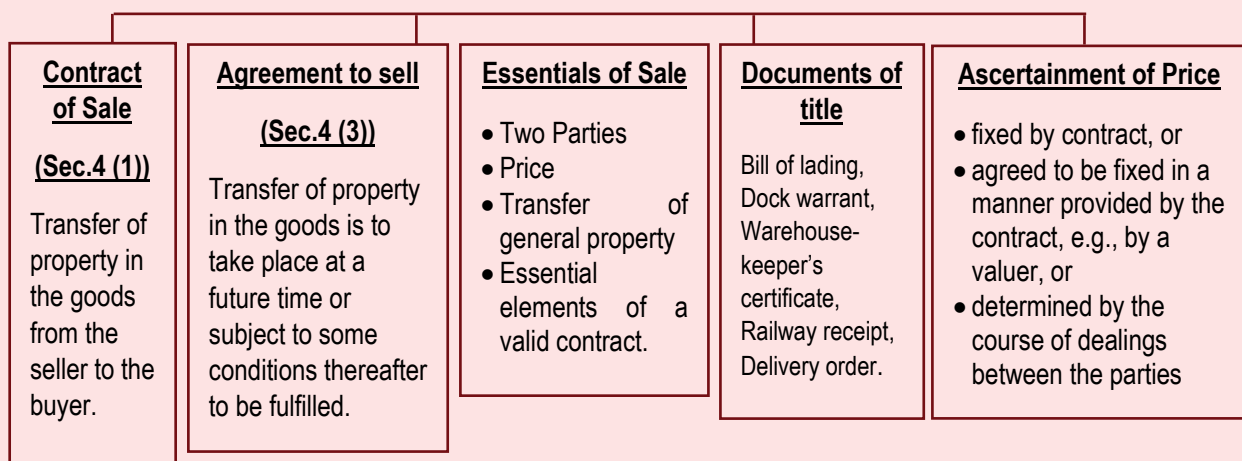 Contract
of Sale
(Sec.4 (1))
Transfer of
property in
the goods
from the
seller to the
buyer.
Agreement to sell
(Sec.4 (3))
Transfer of property
in the goods is to
take place at a
future time or
subject to some
conditions thereafter
to be fulfilled.
Essentials of Sale
• Two Parties
• Price
• Transfer of
general property
• Essential
elements of a
valid contract.
Documents of
title
Bill of lading,
Dock warrant,
Warehouse-
keeper's
certificate,
Railway receipt,
Delivery order.
Ascertainment of Price
• fixed by contract, or
• agreed to be fixed in a
manner provided by the
contract, e.g., by a
valuer, or
• determined by the
course of dealings
between the parties